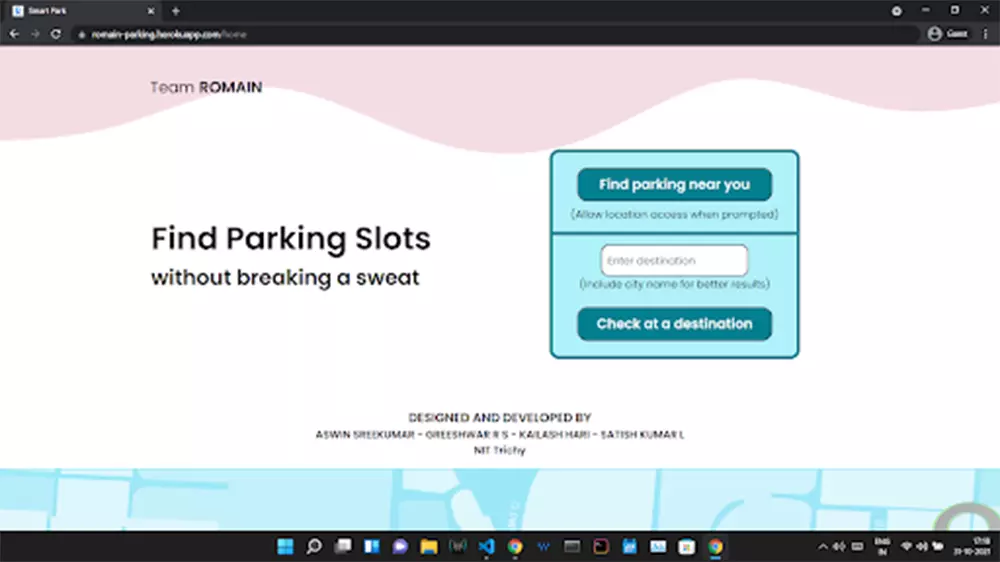 Smart Park
romain-parking.herokuapp.com/home
Guest
Team ROMAIN
Find parking near you
(Allow location access when prompted)
Find Parking Slots
without breaking a sweat
Enter destination
(Include city name for better results)
Check at a destination
DESIGNED AND DEVELOPED BY
ASWIN SREEKUMAR - GREESHWAR R S - KAILASH HARI - SATISH KUMAR L
NIT Trichy
ENG
IN
17:18
31-10-2021